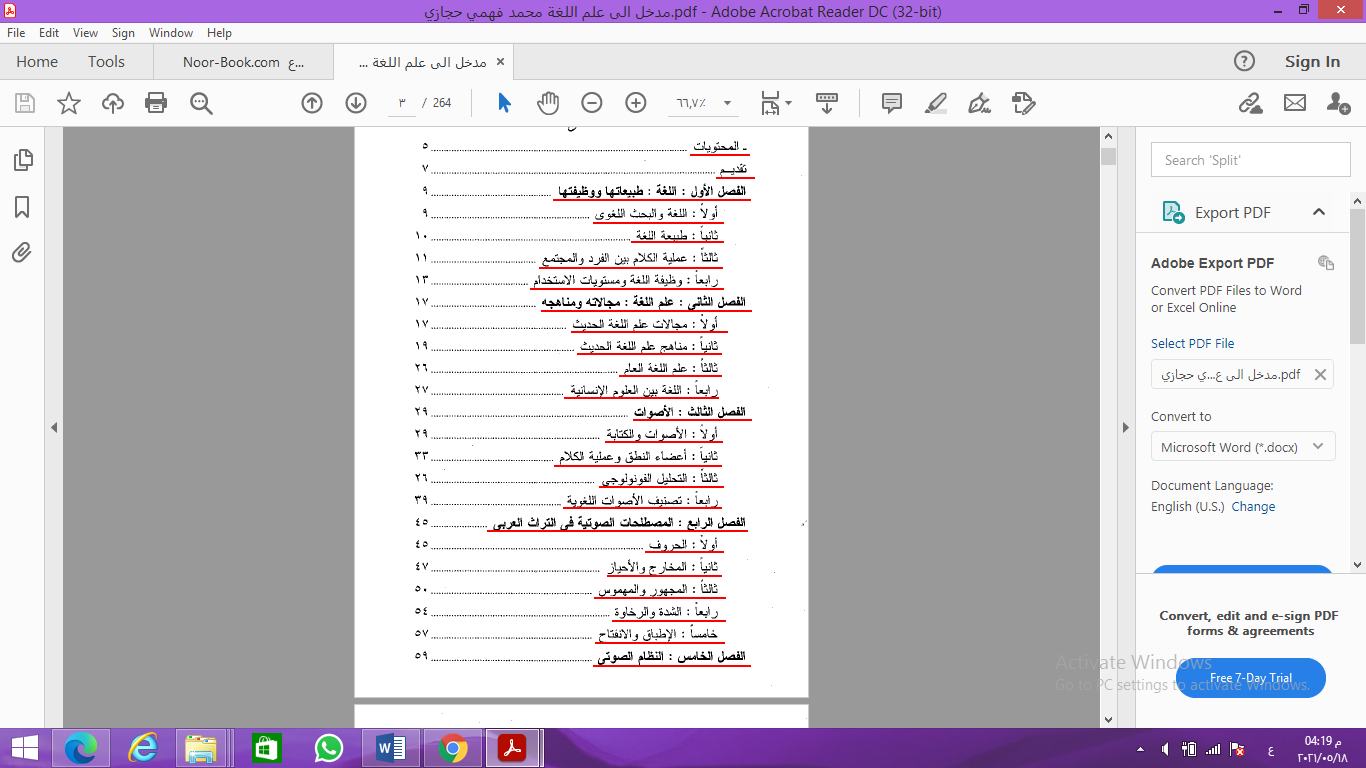 مدخل الى علم اللغة محمد فهمي حجازي.pdf - Adobe Acrobat Reader DC (32-bit)
File Edit View Sign Window Help
Home Tools Noor-Book.com ع... مدخل الى علم اللغة ... Sign In
٣ / 264 ٦٦,٧٪
ـ المحتويات ٥
تقديـم ٧
الفصل الأول : اللغة : طبيعاتها ووظيفتها ٩
أولاً : اللغة والبحث اللغوى ٩
ثانياً : طبيعة اللغة ١٠
ثالثاً : عملية الكلام بين الفرد والمجتمع ١١
رابعاً : وظيفة اللغة ومستويات الاستخدام ١٣
الفصل الثانى : علم اللغة : مجالاته ومناهجه ١٧
أولاً : مجالات علم اللغة الحديث ١٧
ثانياً : مناهج علم اللغة الحديث ١٩
ثالثاً : علم اللغة العام ٢٦
رابعاً : اللغة بين العلوم الإنسانية ٢٧
الفصل الثالث : الأصوات ٢٩
أولاً : الأصوات والكتابة ٢٩
ثانياً : أعضاء النطق وعملية الكلام ٣٣
ثالثاً : التحليل الفونولوجى ٢٦
رابعاً : تصنيف الأصوات اللغوية ٣٩
الفصل الرابع : المصطلحات الصوتية فى التراث العربى ٤٥
أولاً : الحروف ٤٥
ثانياً : المخارج والأحياز ٤٧
ثالثاً : المجهور والمهموس ٥٠
رابعاً : الشدة والرخاوة ٥٤
خامساً : الإطباق والانفتاح ٥٧
الفصل الخامس : النظام الصوتى ٥٩
Search 'Split'
Export PDF
Adobe Export PDF
Convert PDF Files to Word
or Excel Online
Select PDF File
مدخل الى ع...ي حجازي.pdf
Convert to
Microsoft Word (*.docx)
Document Language:
English (U.S.) Change
Convert, edit and e-sign PDF
forms & agreements
Free 7-Day Trial
Activate Windows
Go to PC settings to activate Windows.
ع
04:19 م
٢٠٢١/٠٥/١٨